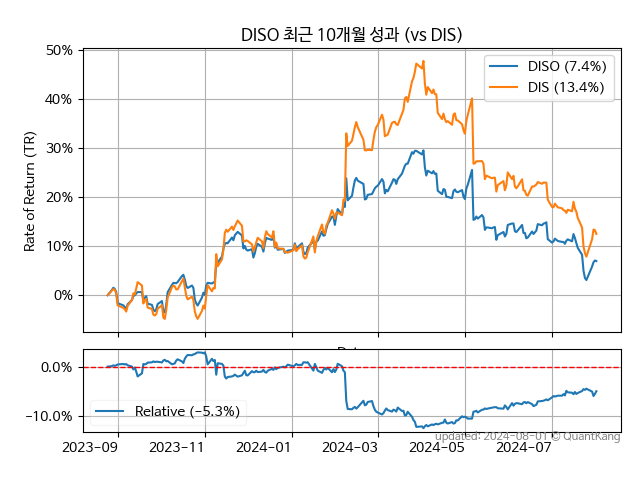 DISO 최근 10개월 성과 (vs DIS)
50%
40%
30%
20%
10%
0%
Rate of Return (TR)
DISO (7.4%)
DIS (13.4%)
0.0%
−10.0%
Relative (−5.3%)
2023-09
2023-11
2024-01
2024-03
2024-05
2024-07
updated: 2024-08-01 © QuantKang